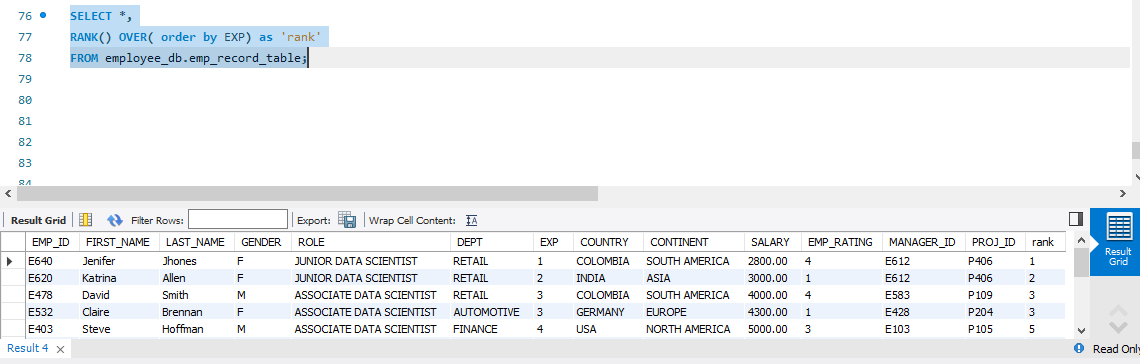 76 SELECT *,
77 RANK() OVER( order by EXP) as 'rank'
78 FROM employee_db.emp_record_table;
79
80
81
82
83
84
Result Grid Filter Rows: Export: Wrap Cell Content:
EMP_ID FIRST_NAME LAST_NAME GENDER ROLE DEPT EXP COUNTRY CONTINENT SALARY EMP_RATING MANAGER_ID PROJ_ID rank
E640 Jenifer Jhones F JUNIOR DATA SCIENTIST RETAIL 1 COLOMBIA SOUTH AMERICA 2800.00 4 E612 P406 1
E620 Katrina Allen F JUNIOR DATA SCIENTIST RETAIL 2 INDIA ASIA 3000.00 1 E612 P406 2
E478 David Smith M ASSOCIATE DATA SCIENTIST RETAIL 3 COLOMBIA SOUTH AMERICA 4000.00 4 E583 P109 3
E532 Claire Brennan F ASSOCIATE DATA SCIENTIST AUTOMOTIVE 3 GERMANY EUROPE 4300.00 1 E428 P204 3
E403 Steve Hoffman M ASSOCIATE DATA SCIENTIST FINANCE 4 USA NORTH AMERICA 5000.00 3 E103 P105 5
Result
Grid
Result 4 Read Only